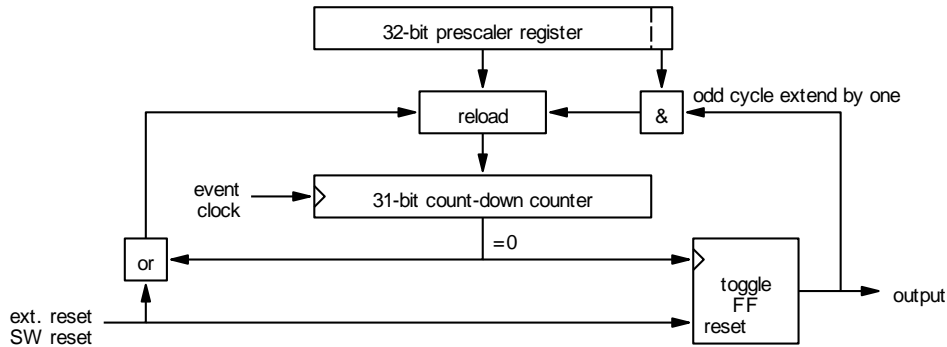 32-bit prescaler register
odd cycle extend by one
reload
&
event
clock
31-bit count-down counter
=0
or
toggle
FF
output
ext. reset
SW reset
reset